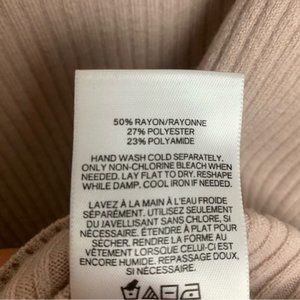 50% RAYON/RAYONNE
27% POLYESTER
23% POLYAMIDE
HAND WASH COLD SEPARATELY.
ONLY NON-CHLORINE BLEACH WHEN
NEEDED. LAY FLAT TO DRY. RESHAPE
WHILE DAMP. COOL IRON IF NEEDED.
LAVEZ À LA MAIN À L'EAU FROIDE
SÉPARÉMENT. UTILISEZ SEULEMENT
DU JAVELLISANT SANS CHLORE, SI
NÉCESSAIRE. ÉTENDRE À PLAT POUR
SÉCHER. RENDRE LA FORME AU
VÊTEMENT LORSQUE CELUI-CI EST
ENCORE HUMIDE. REPASSAGE DOUX,
SI NÉCESSAIRE.